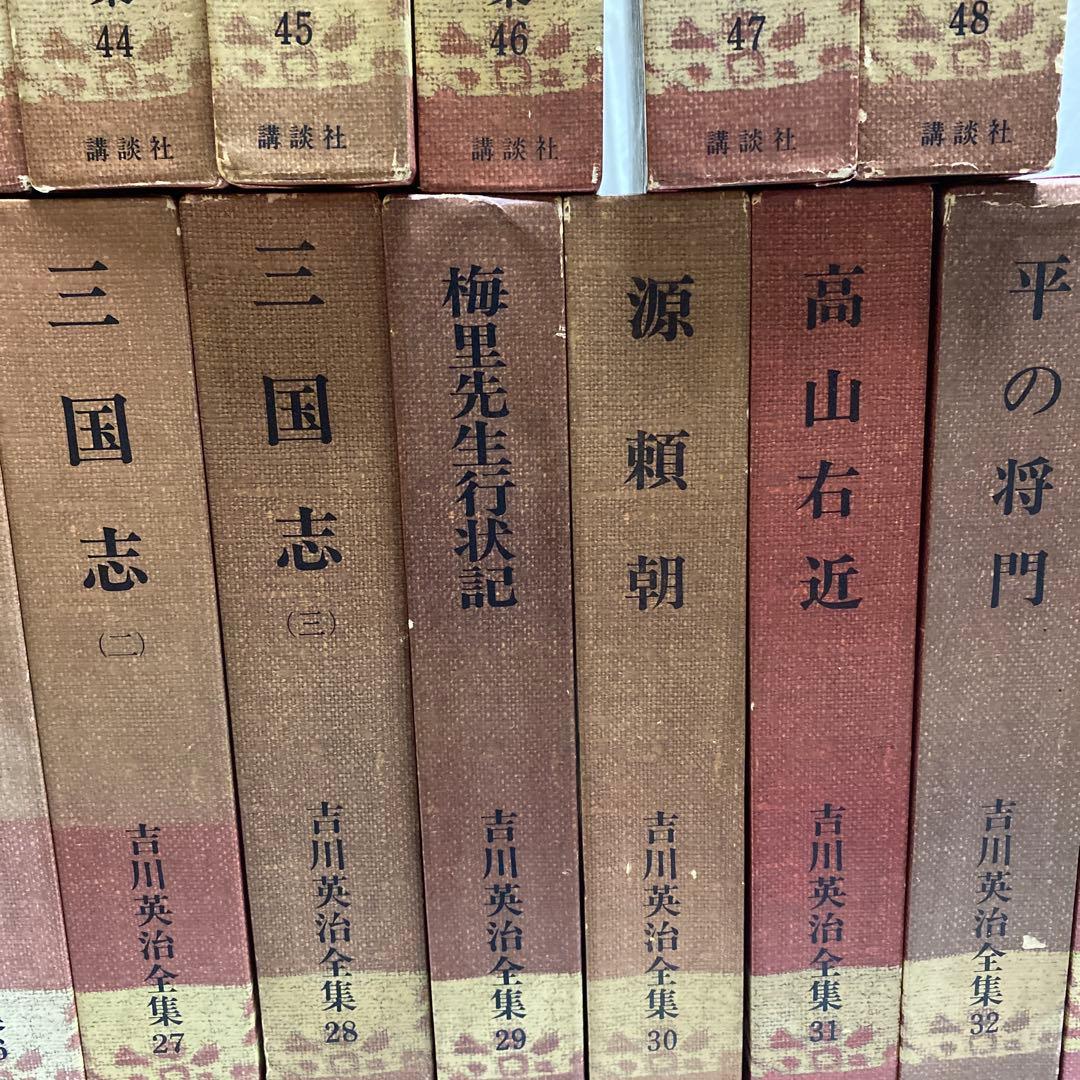 44
講談社
45
講談社
46
講談社
47
講談社
48
講談社
三国志
(二)
吉川英治全集
27
三国志
(三)
吉川英治全集
28
梅里先生行状記
吉川英治全集
29
源頼朝
吉川英治全集
30
高山右近
吉川英治全集
31
平の将門
吉川英治全集
32